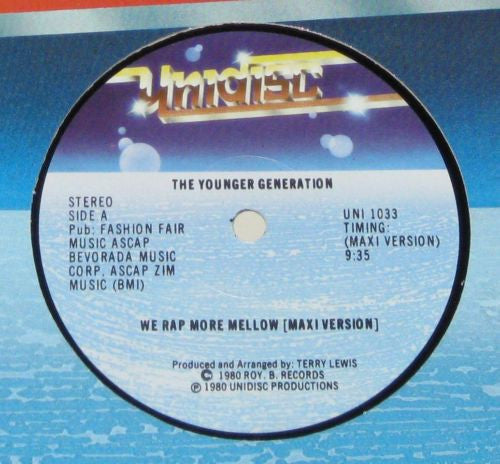 Unidisc
THE YOUNGER GENERATION
STEREO
SIDE A
Pub: FASHION FAIR
MUSIC ASCAP
BEVORADA MUSIC
CORP, ASCAP ZIM
MUSIC (BMI)
UNI 1033
TIMING:
(MAXI VERSION)
9:35
WE RAP MORE MELLOW [MAXI VERSION]
Produced and Arranged by: TERRY LEWIS
© 1980 ROY. B. RECORDS
℗ 1980 UNIDISC PRODUCTIONS